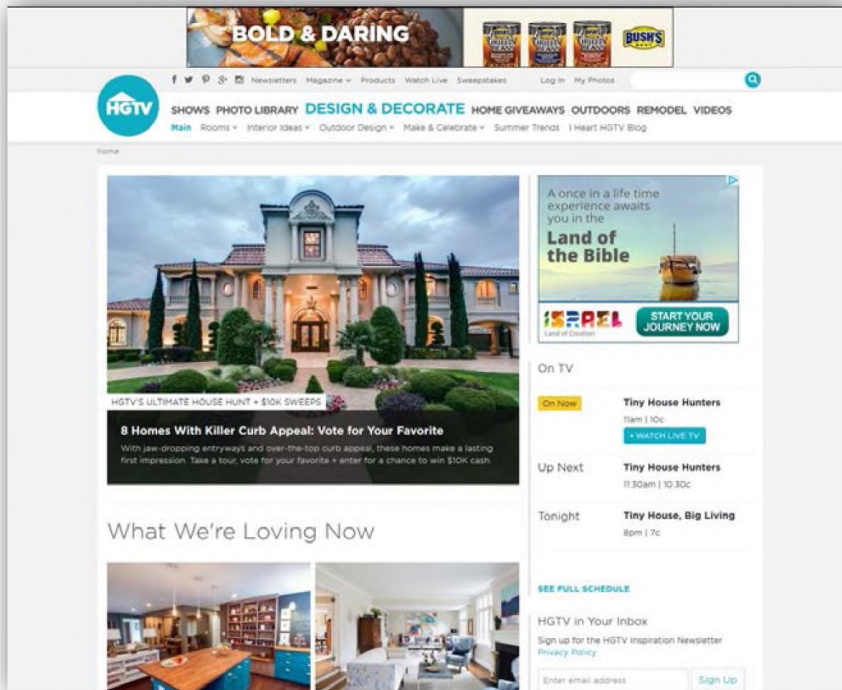 BOLD & DARING
BUSH'S
BEST
Newsletters Magazine Products Watch Live Sweepstakes Log In My Photos
HGTV
SHOWS PHOTO LIBRARY DESIGN & DECORATE HOME GIVEAWAYS OUTDOORS REMODEL VIDEOS
Main Rooms Interior Ideas Outdoor Design Make & Celebrate Summer Trends I Heart HGTV Blog
home
HGTV'S ULTIMATE HOUSE HUNT + $10K SWEEPS
8 Homes With Killer Curb Appeal: Vote for Your Favorite
With jaw-dropping entryways and over-the-top curb appeal, these homes make a lasting
first impression. Take a tour, vote for your favorite + enter for a chance to win $10K cash.
What We're Loving Now
A once in a life time
experience awaits
you in the
Land of
the Bible
ISRAEL
Land of Creation
START YOUR
JOURNEY NOW
On TV
On Now Tiny House Hunters
11am | 10c
WATCH LIVE TV
Up Next Tiny House Hunters
11:30am | 10:30c
Tonight Tiny House, Big Living
8pm | 7c
SEE FULL SCHEDULE
HGTV in Your Inbox
Sign up for the HGTV Inspiration Newsletter
Privacy Policy
Enter email address Sign Up